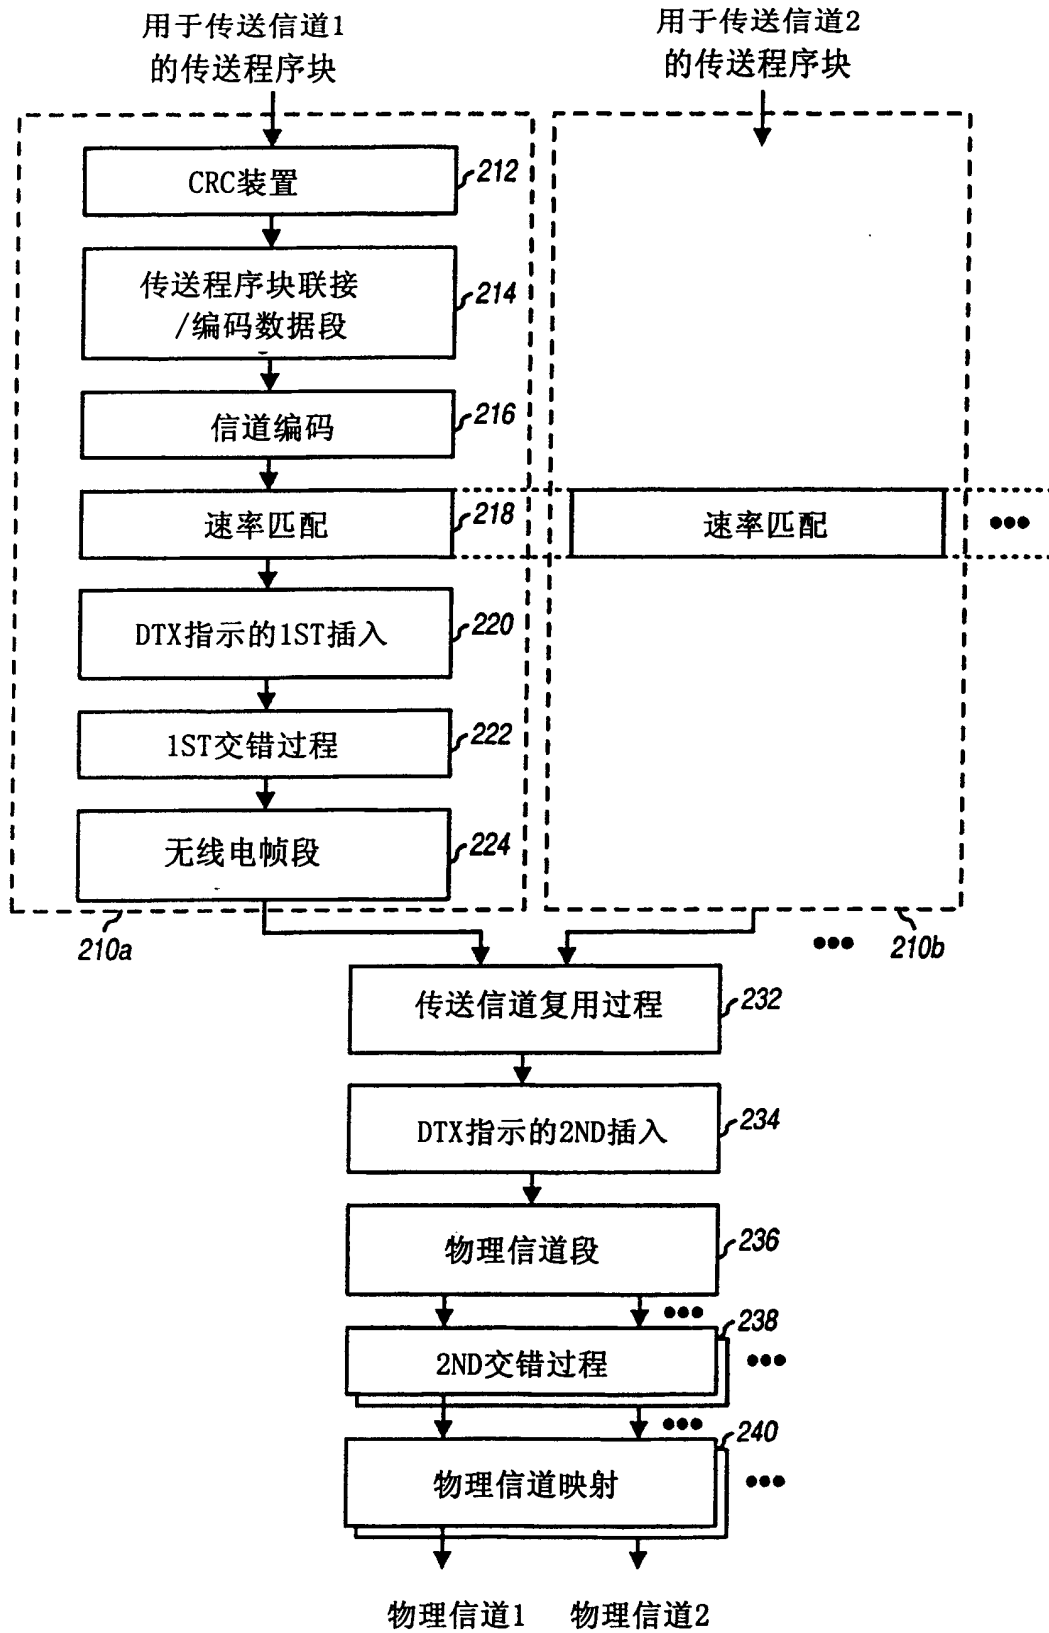 用于传送信道1
的传送程序块
用于传送信道2
的传送程序块
CRC装置
212
传送程序块联接
/编码数据段
214
信道编码
216
速率匹配
218
速率匹配
DTX指示的1ST插入
220
1ST交错过程
222
无线电帧段
224
210a
210b
传送信道复用过程
232
DTX指示的2ND插入
234
物理信道段
236
238
2ND交错过程
240
物理信道映射
物理信道1
物理信道2